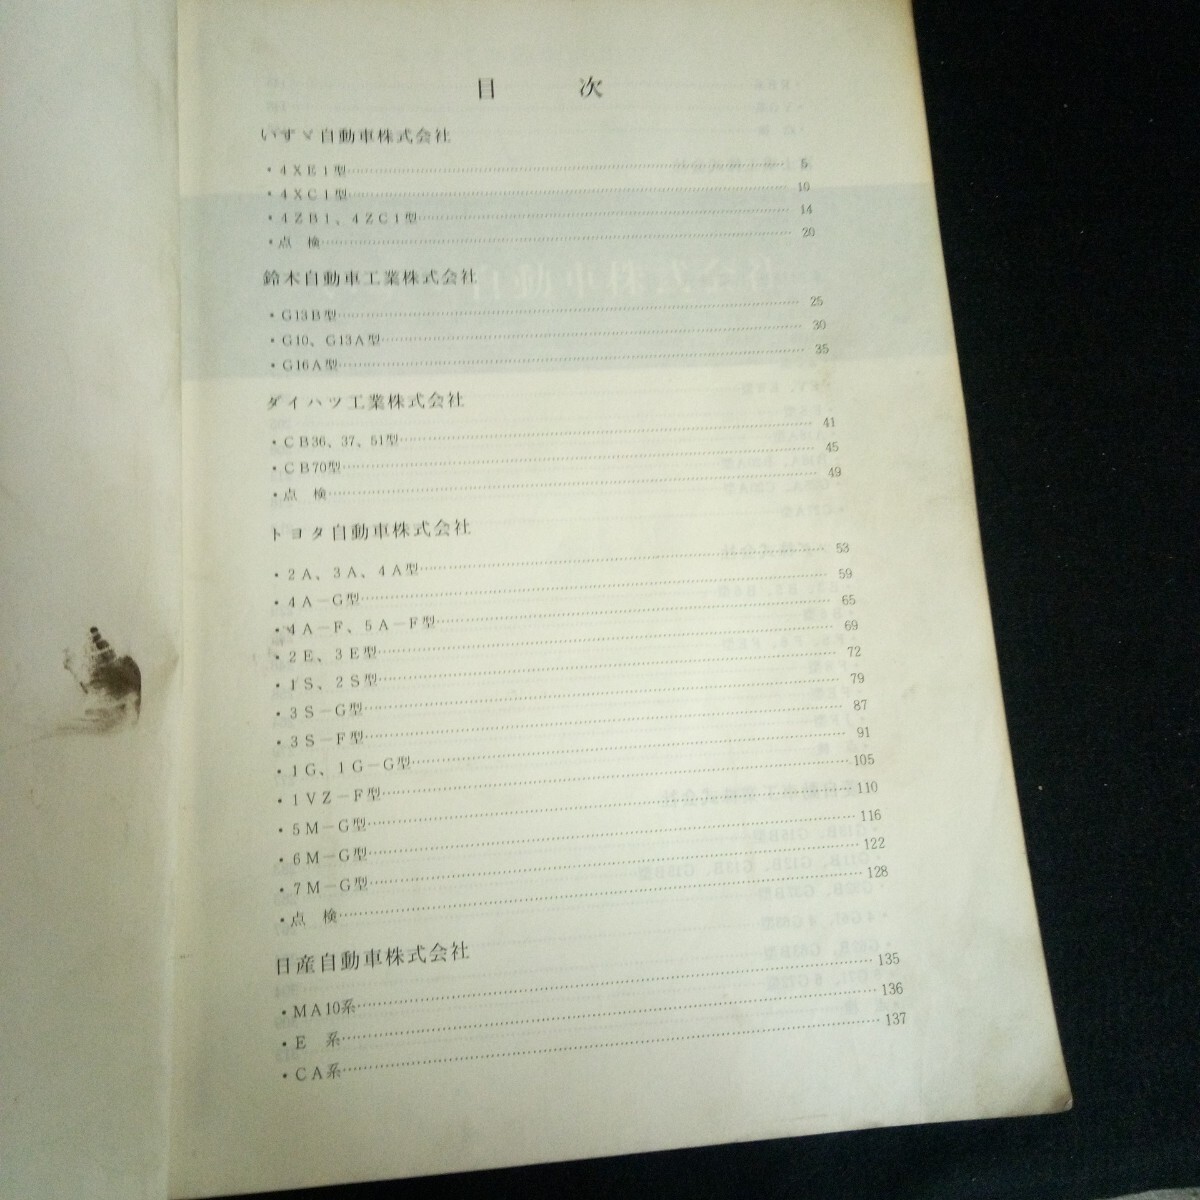 目次
いすゞ自動車株式会社
・4XE1型 5
・4XC1型 10
・4ZB1、4ZC1型 14
・点検 20
鈴木自動車工業株式会社
・G13B型 25
・G10、G13A型 30
・G16A型 35
ダイハツ工業株式会社
・CB36、37、51型 41
・CB70型 45
・点検 49
トヨタ自動車株式会社
・2A、3A、4A型 53
・4A-G型 59
・4A-F、5A-F型 65
・2E、3E型 69
・1S、2S型 72
・3S-G型 79
・3S-F型 87
・1G、1G-G型 91
・1VZ-F型 105
・5M-G型 110
・6M-G型 116
・7M-G型 122
・点検 128
日産自動車株式会社
・MA10系 135
・E系 136
・CA系 137